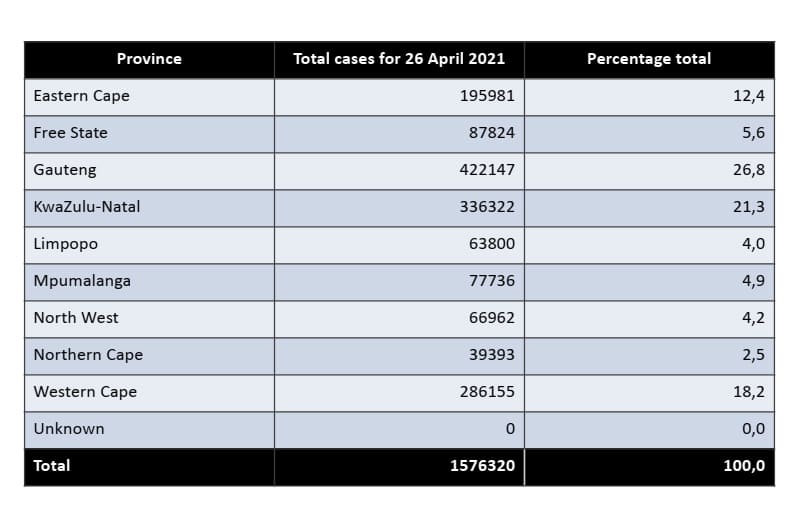 Province Total cases for 26 April 2021 Percentage total
Eastern Cape 195981 12,4
Free State 87824 5,6
Gauteng 422147 26,8
KwaZulu-Natal 336322 21,3
Limpopo 63800 4,0
Mpumalanga 77736 4,9
North West 66962 4,2
Northern Cape 39393 2,5
Western Cape 286155 18,2
Unknown 0 0,0
Total 1576320 100,0